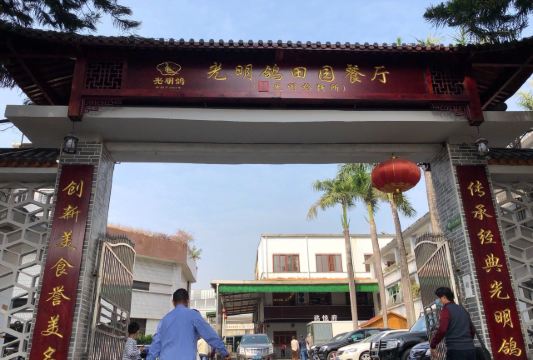 光明鸽
光明鸽田园餐厅
创新美食誉美名
传承经典光明鸽